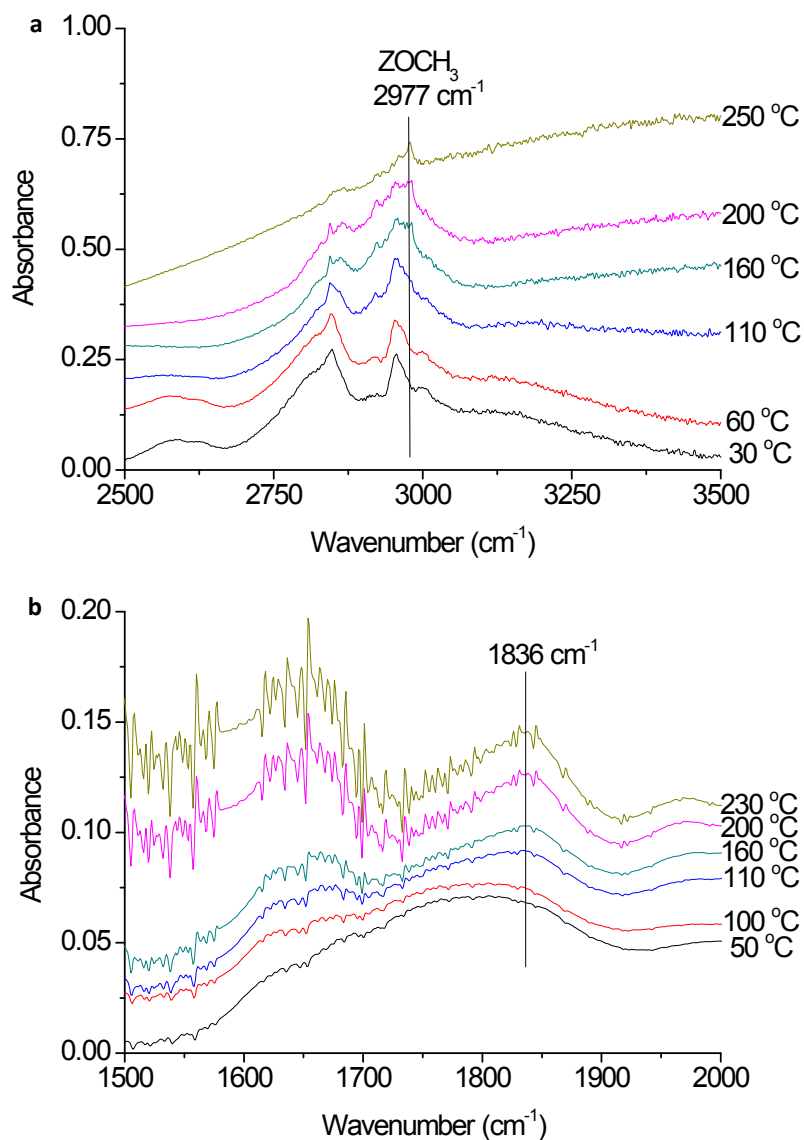 a
1.00
ZOCH₃
2977 cm⁻¹
250 °C
0.75
200 °C
0.50
160 °C
110 °C
0.25
60 °C
30 °C
0.00
2500 2750 3000 3250 3500
Absorbance
Wavenumber (cm⁻¹)
b
0.20
1836 cm⁻¹
0.15
230 °C
0.10
200 °C
160 °C
110 °C
0.05
100 °C
50 °C
0.00
1500 1600 1700 1800 1900 2000
Absorbance
Wavenumber (cm⁻¹)